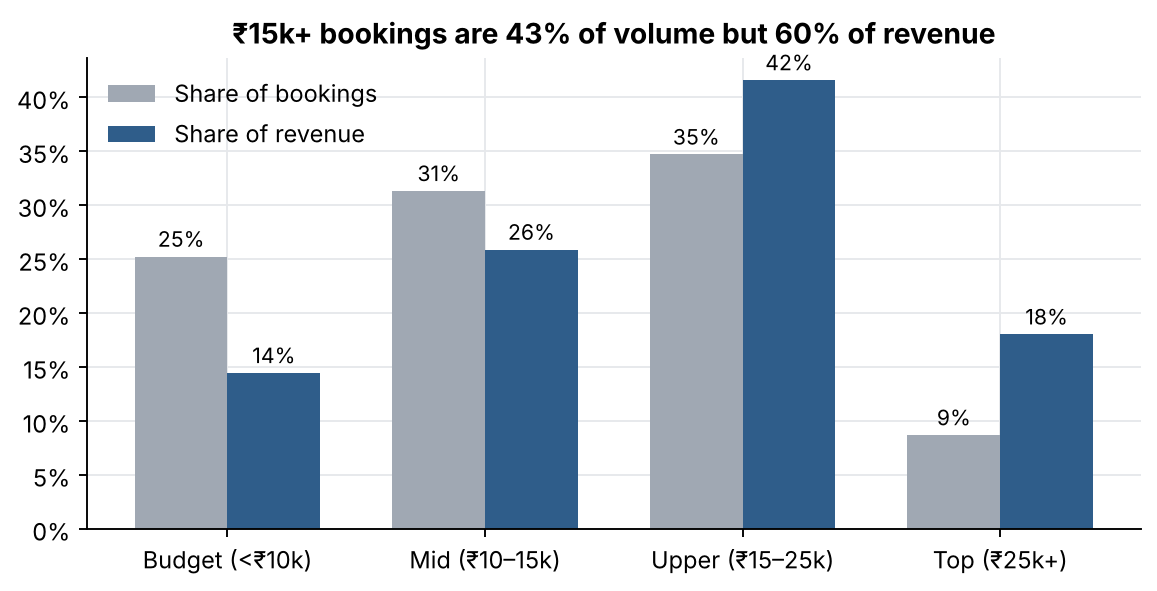 ₹15k+ bookings are 43% of volume but 60% of revenue
Share of bookings
Share of revenue
40%
35%
30%
25%
20%
15%
10%
5%
0%
25%
14%
31%
26%
35%
42%
9%
18%
Budget (<₹10k)
Mid (₹10–15k)
Upper (₹15–25k)
Top (₹25k+)